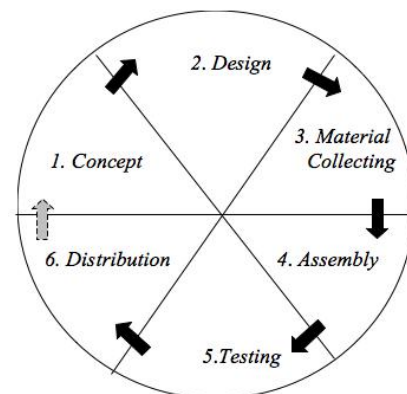 1. Concept
2. Design
3. Material
Collecting
4. Assembly
5.Testing
6. Distribution